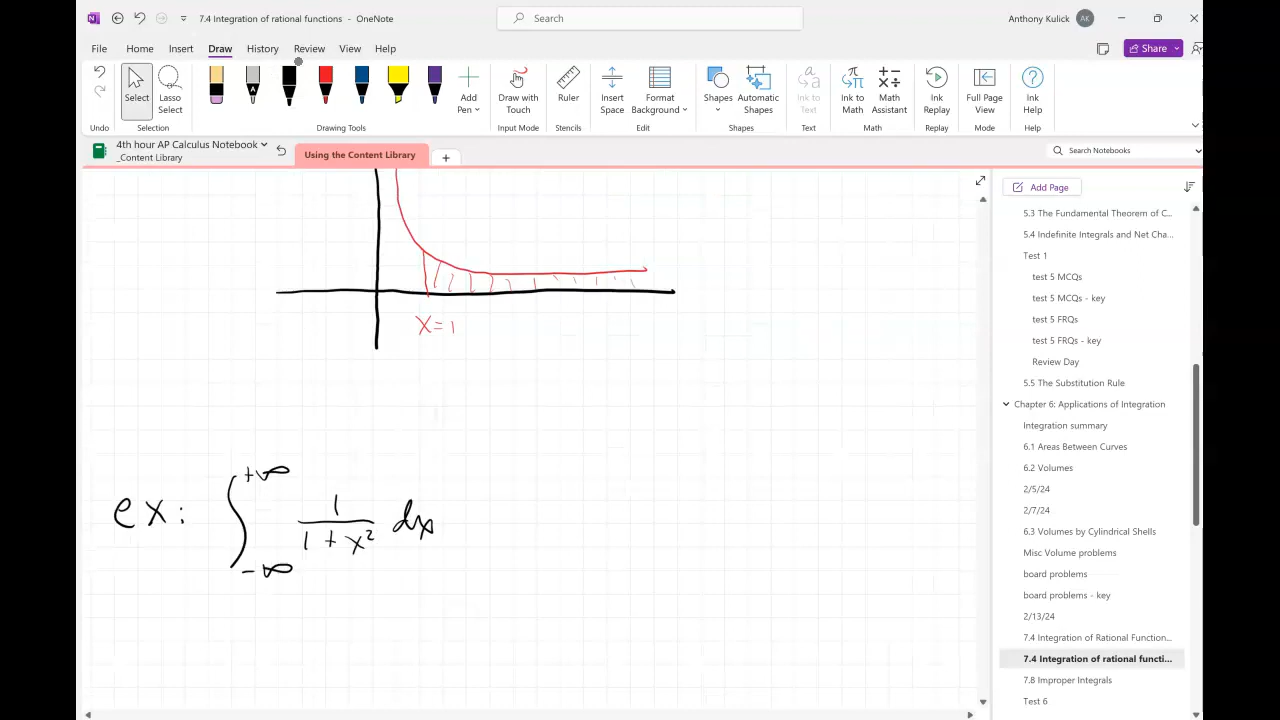 7.4 Integration of rational functions - OneNote
Search
Anthony Kulick
AK
File Home Insert Draw History Review View Help
Share
Undo
Select
Lasso Select
Add Pen
Draw with Touch
Ruler
Insert Space
Format Background
Shapes
Automatic Shapes
Ink to Text
Ink to Math
Math Assistant
Ink Replay
Full Page View
Ink Help
Selection
Drawing Tools
Input Mode
Stencils
Edit
Shapes
Text
Math
Replay
Mode
Help
4th hour AP Calculus Notebook
_Content Library
Using the Content Library
Search Notebooks
Add Page
5.3 The Fundamental Theorem of C...
5.4 Indefinite Integrals and Net Cha...
Test 1
test 5 MCQs
test 5 MCQs - key
test 5 FRQs
test 5 FRQs - key
Review Day
5.5 The Substitution Rule
Chapter 6: Applications of Integration
Integration summary
6.1 Areas Between Curves
6.2 Volumes
2/5/24
2/7/24
6.3 Volumes by Cylindrical Shells
Misc Volume problems
board problems
board problems - key
2/13/24
7.4 Integration of Rational Function...
7.4 Integration of rational functi...
7.8 Improper Integrals
Test 6
x = 1
ex: ∫_{-∞}^{+∞} 1/(1 + x²) dx